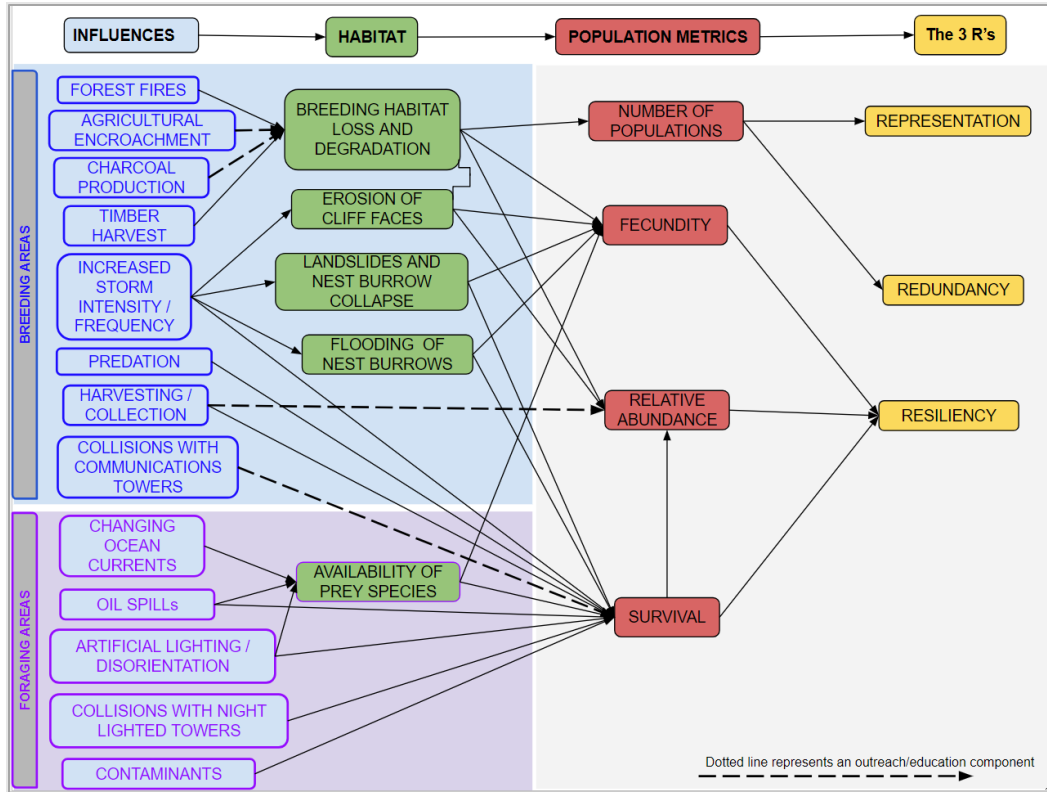 INFLUENCES
HABITAT
POPULATION METRICS
The 3 R's
BREEDING AREAS
FOREST FIRES
AGRICULTURAL
ENCROACHMENT
CHARCOAL
PRODUCTION
TIMBER
HARVEST
INCREASED
STORM
INTENSITY /
FREQUENCY
PREDATION
HARVESTING /
COLLECTION
COLLISIONS WITH
COMMUNICATIONS
TOWERS
BREEDING HABITAT
LOSS AND
DEGRADATION
EROSION OF
CLIFF FACES
LANDSLIDES AND
NEST BURROW
COLLAPSE
FLOODING OF
NEST BURROWS
NUMBER OF
POPULATIONS
FECUNDITY
RELATIVE
ABUNDANCE
REPRESENTATION
REDUNDANCY
RESILIENCY
FORAGING AREAS
CHANGING
OCEAN
CURRENTS
OIL SPILLs
ARTIFICIAL LIGHTING /
DISORIENTATION
COLLISIONS WITH NIGHT
LIGHTED TOWERS
CONTAMINANTS
AVAILABILITY OF
PREY SPECIES
SURVIVAL
Dotted line represents an outreach/education component